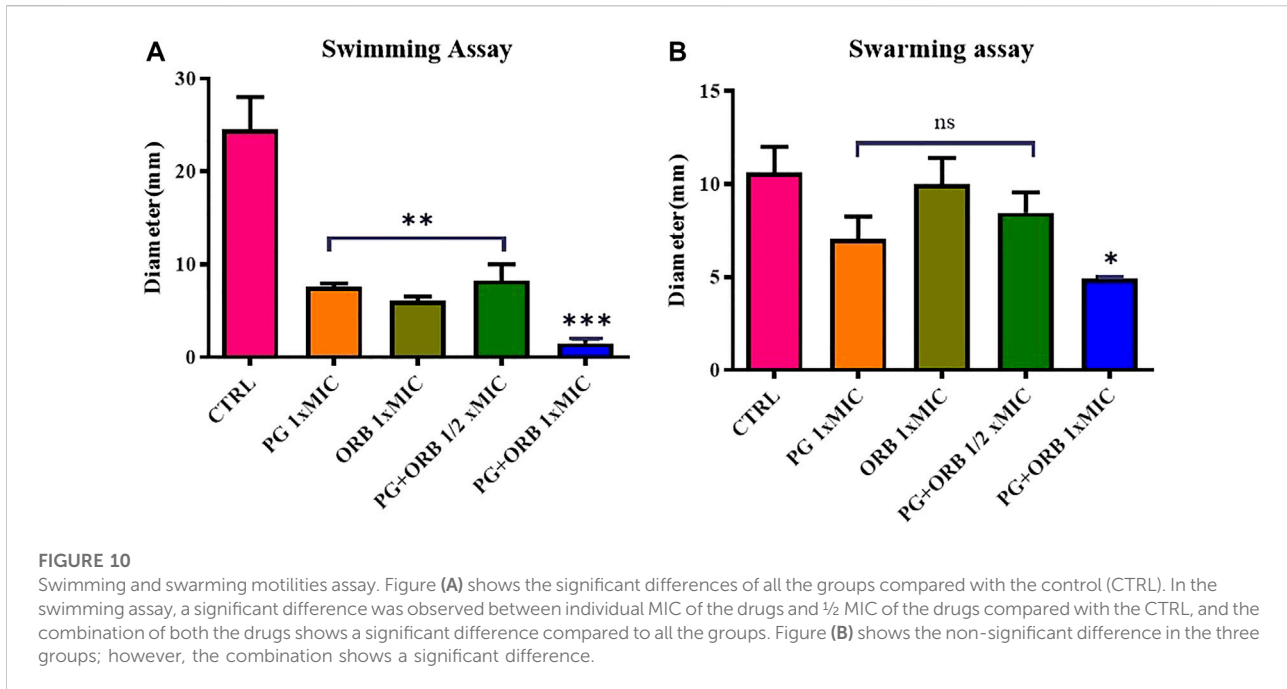 A
Swimming Assay
30
20
10
0
Diameter(mm)
**
***
CTRL
PG 1xMIC
ORB 1xMIC
PG+ORB 1/2 xMIC
PG+ORB 1xMIC
B
Swarming assay
15
10
5
0
Diameter(mm)
ns
*
CTRL
PG 1xMIC
ORB 1xMIC
PG+ORB 1/2 xMIC
PG+ORB 1xMIC
FIGURE 10
Swimming and swarming motilities assay. Figure (A) shows the significant differences of all the groups compared with the control (CTRL). In the
swimming assay, a significant difference was observed between individual MIC of the drugs and ½ MIC of the drugs compared with the CTRL, and the
combination of both the drugs shows a significant difference compared to all the groups. Figure (B) shows the non-significant difference in the three
groups; however, the combination shows a significant difference.